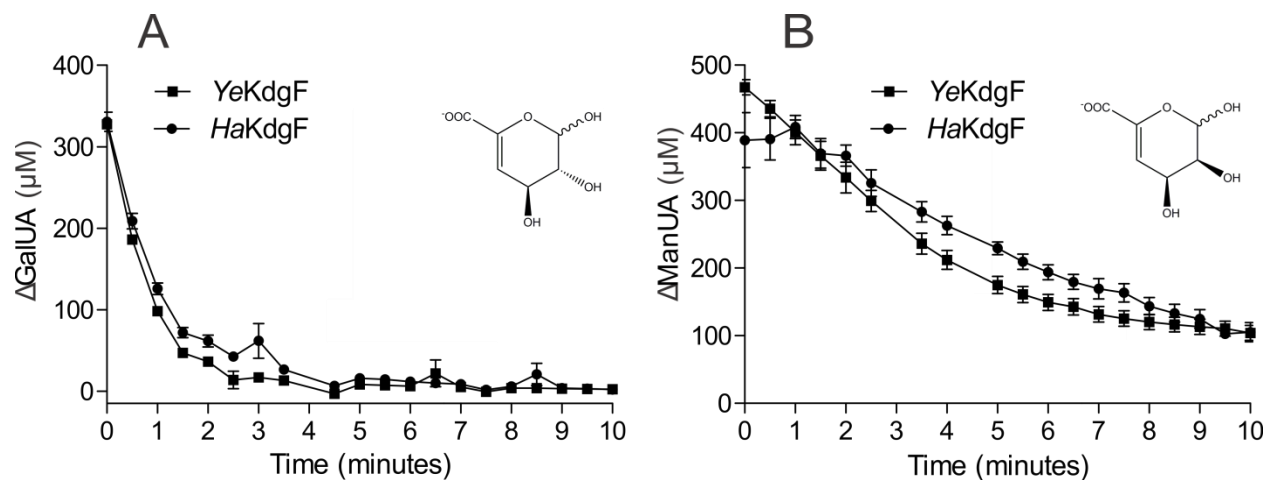 A
ΔGalUA (μM)
400
300
200
100
0
YeKdgF
HaKdgF
⁻OOC
O
OH
OH
OH
0 1 2 3 4 5 6 7 8 9 10
Time (minutes)
B
ΔManUA (μM)
500
400
300
200
100
0
YeKdgF
HaKdgF
⁻OOC
O
OH
OH
OH
0 1 2 3 4 5 6 7 8 9 10
Time (minutes)